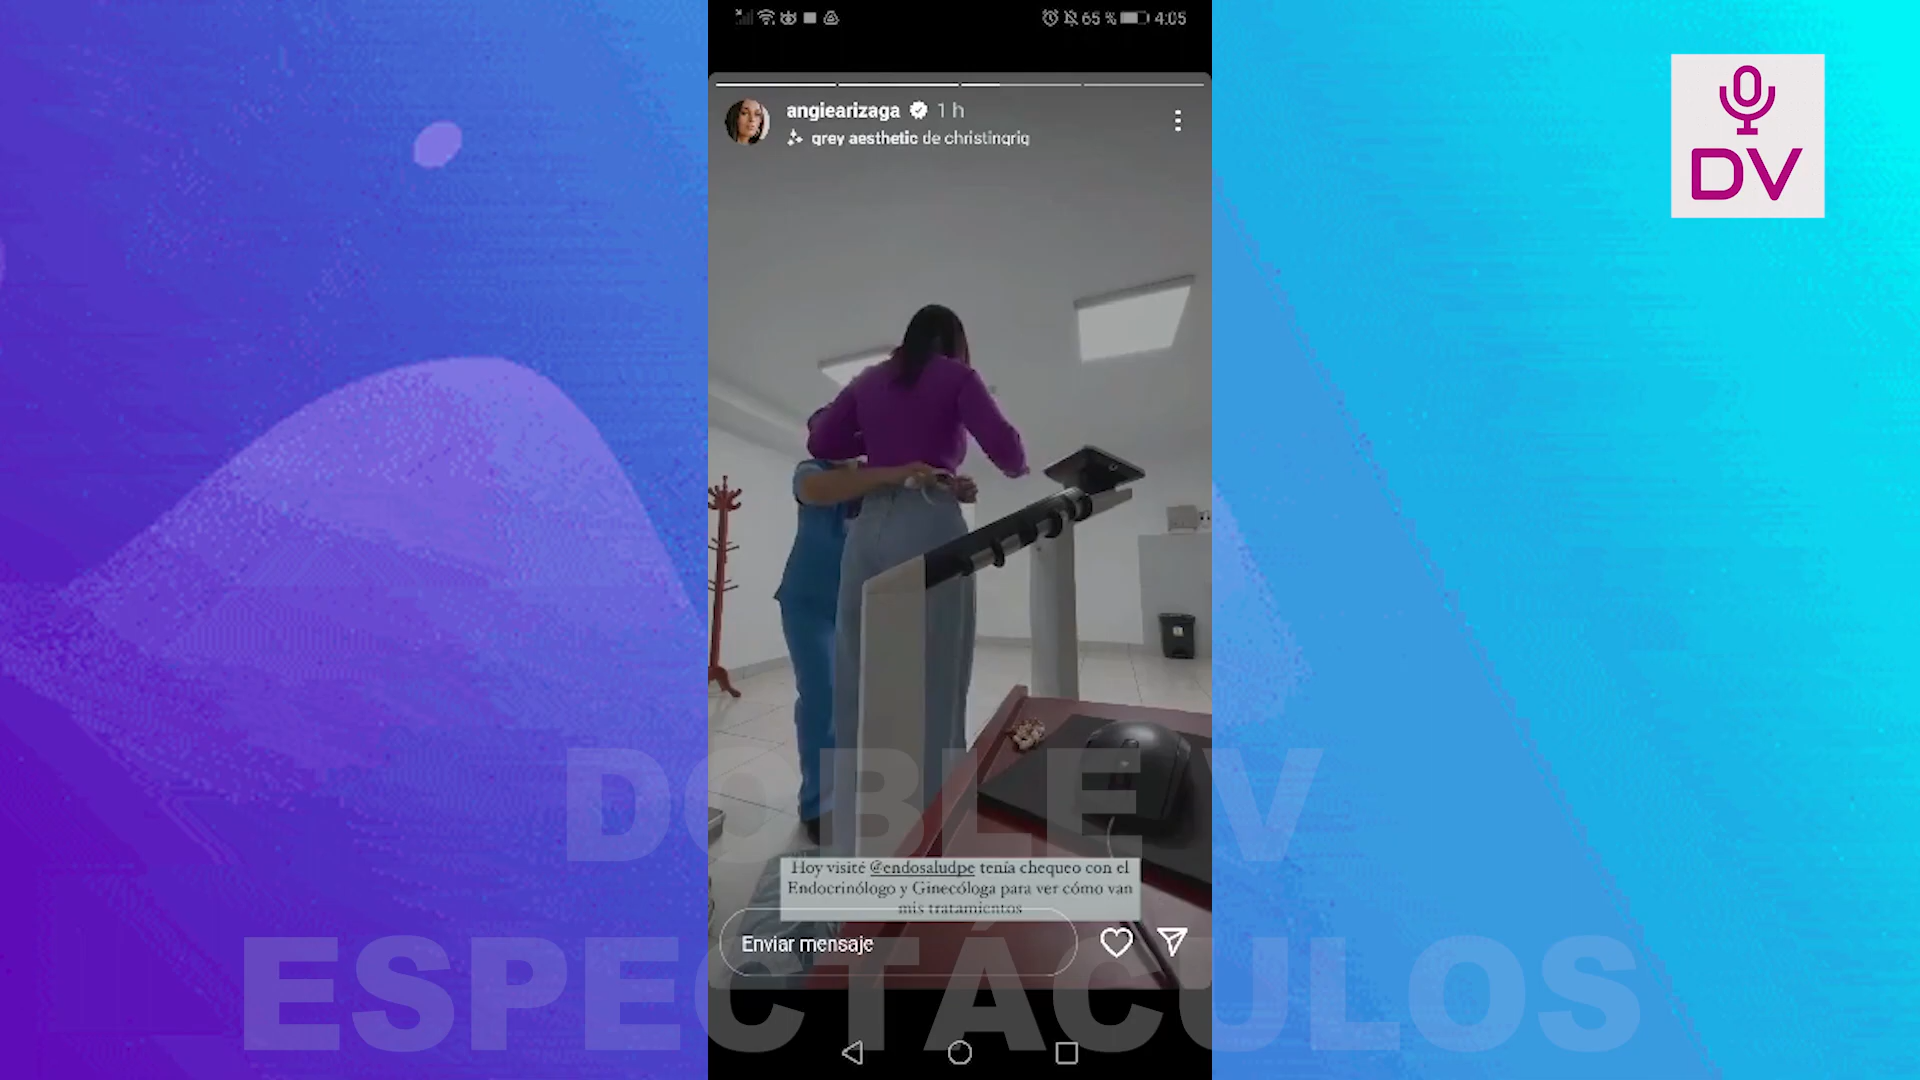 65 % 4:05
angiearizaga 1 h
grey aesthetic de christingrig
DV
Hoy visité @endosaludpe tenía chequeo con el
Endocrinólogo y Ginecóloga para ver cómo van
mis tratamientos
Enviar mensaje
DOBLE V
ESPECTÁCULOS